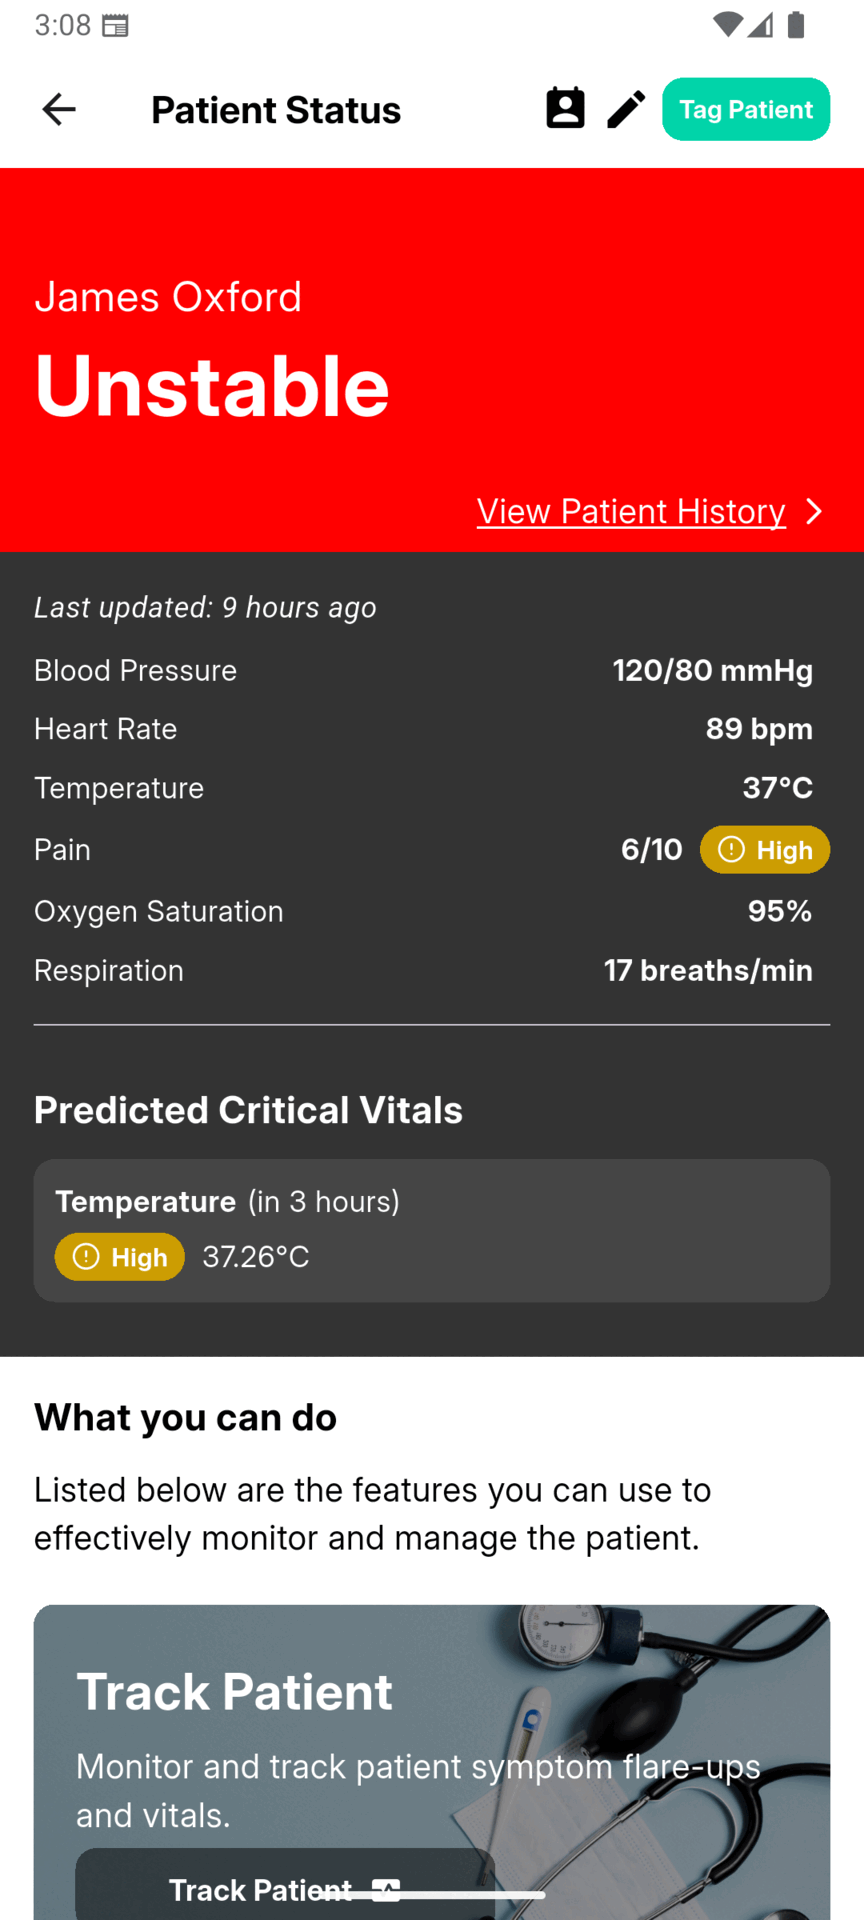 3:08
Patient Status
Tag Patient
James Oxford
Unstable
View Patient History
Last updated: 9 hours ago
Blood Pressure 120/80 mmHg
Heart Rate 89 bpm
Temperature 37°C
Pain 6/10 High
Oxygen Saturation 95%
Respiration 17 breaths/min
Predicted Critical Vitals
Temperature (in 3 hours)
High 37.26°C
What you can do
Listed below are the features you can use to
effectively monitor and manage the patient.
Track Patient
Monitor and track patient symptom flare-ups
and vitals.
Track Patient